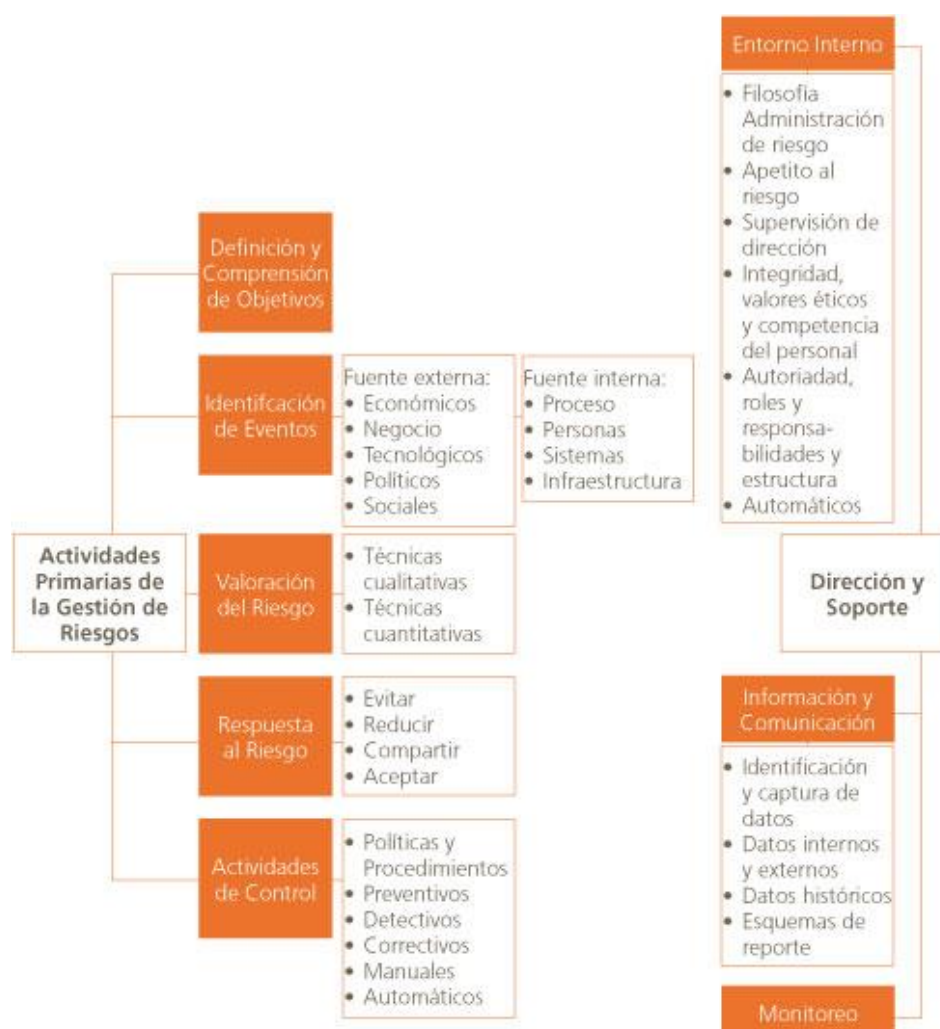 Actividades
Primarias de
la Gestión de
Riesgos
Definición y
Comprensión
de Objetivos
Identifcación
de Eventos
Fuente externa:
• Económicos
• Negocio
• Tecnológicos
• Políticos
• Sociales
Fuente interna:
• Proceso
• Personas
• Sistemas
• Infraestructura
Valoración
del Riesgo
• Técnicas
cualitativas
• Técnicas
cuantitativas
Respuesta
al Riesgo
• Evitar
• Reducir
• Compartir
• Aceptar
Actividades
de Control
• Políticas y
Procedimientos
• Preventivos
• Detectivos
• Correctivos
• Manuales
• Automáticos
Dirección y
Soporte
Entorno Interno
• Filosofía
Administración
de riesgo
• Apetito al
riesgo
• Supervisión de
dirección
• Integridad,
valores éticos
y competencia
del personal
• Autoriadad,
roles y
responsa-
bilidades y
estructura
• Automáticos
Información y
Comunicación
• Identificación
y captura de
datos
• Datos internos
y externos
• Datos históricos
• Esquemas de
reporte
Monitoreo